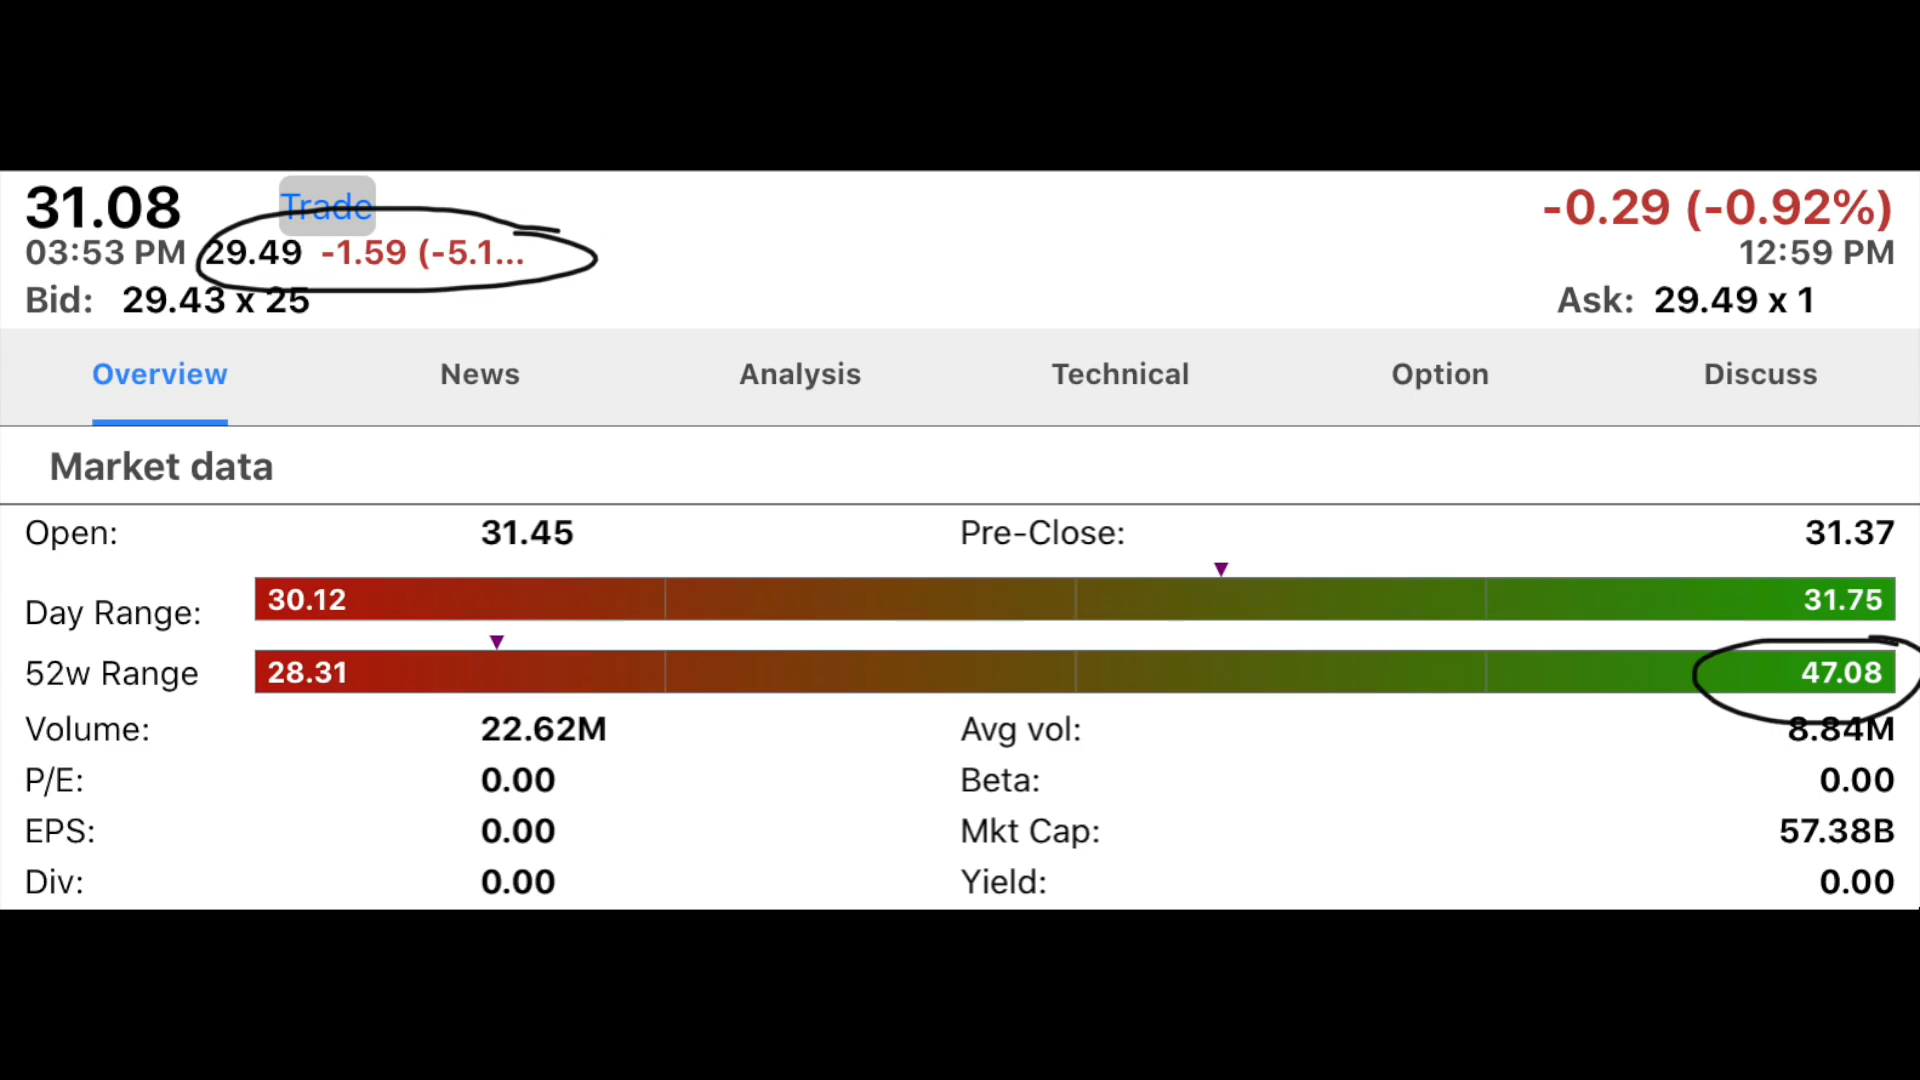 31.08 Trade -0.29 (-0.92%)
03:53 PM 29.49 -1.59 (-5.1... 12:59 PM
Bid: 29.43 x 25 Ask: 29.49 x 1
Overview News Analysis Technical Option Discuss
Market data
Open: 31.45 Pre-Close: 31.37
Day Range: 30.12 31.75
52w Range 28.31 47.08
Volume: 22.62M Avg vol: 8.84M
P/E: 0.00 Beta: 0.00
EPS: 0.00 Mkt Cap: 57.38B
Div: 0.00 Yield: 0.00